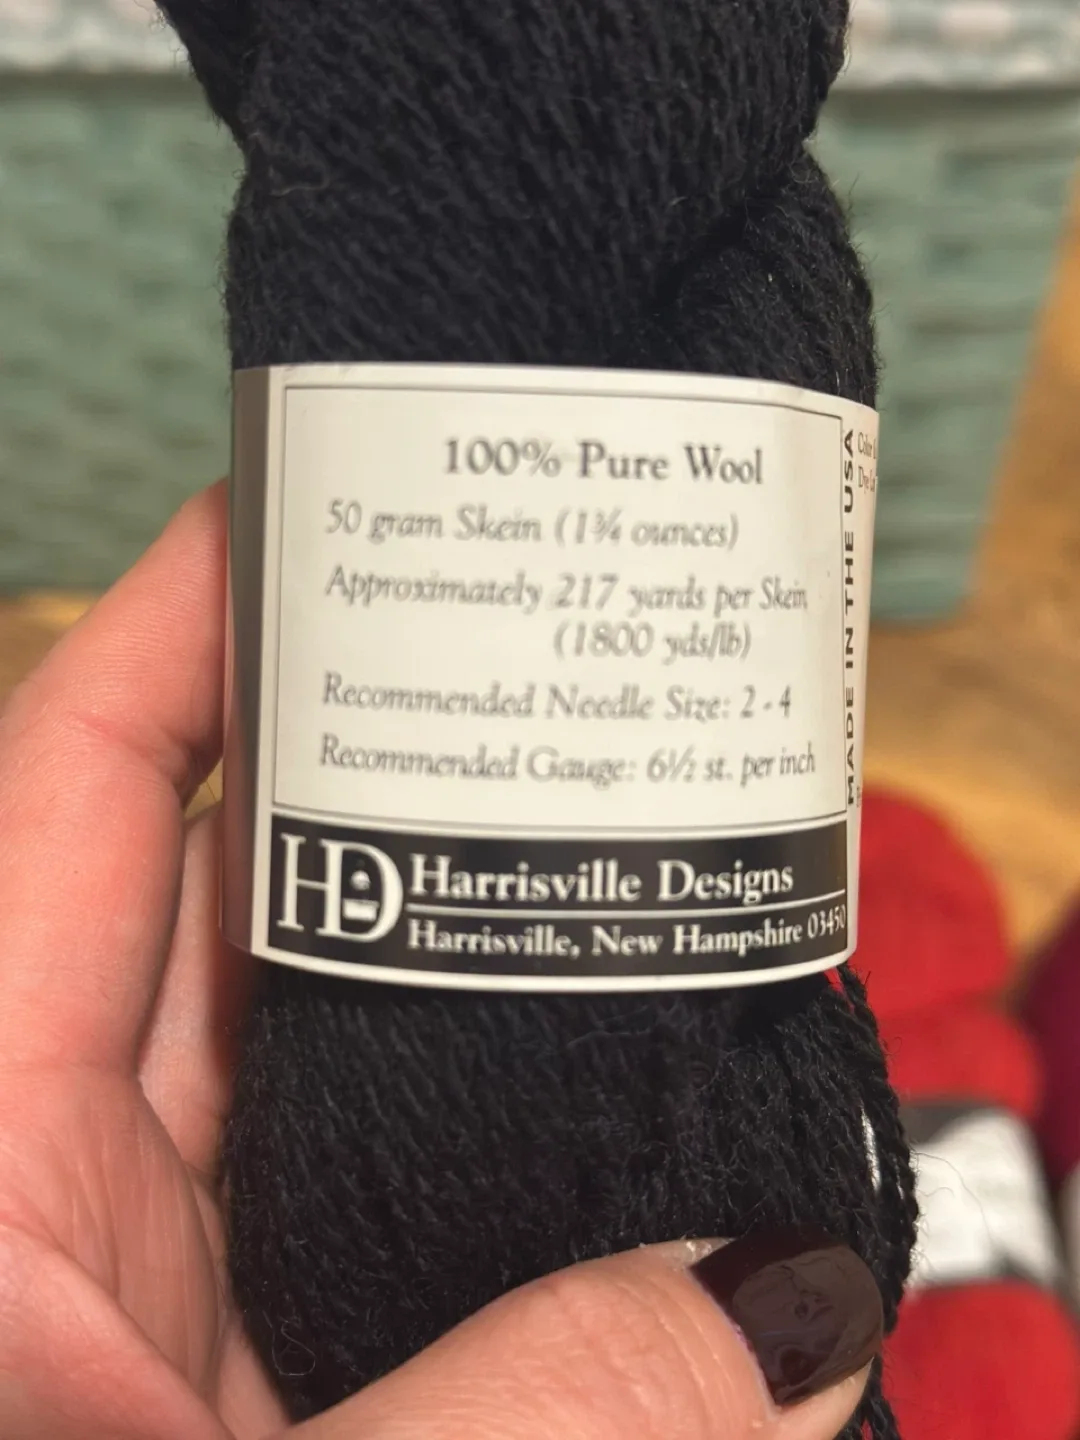 100% Pure Wool
50 gram Skein (1¾ ounces)
Approximately 217 yards per Skein
(1800 yds/lb)
Recommended Needle Size: 2 - 4
Recommended Gauge: 6½ st. per inch
HD
Harrisville Designs
Harrisville, New Hampshire 03450
MADE IN THE USA
Color
Dye